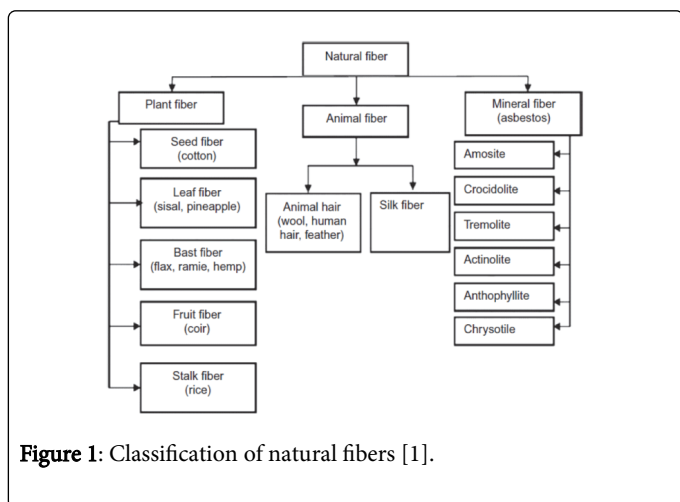 Natural fiber
Plant fiber
Animal fiber
Mineral fiber
(asbestos)
Seed fiber
(cotton)
Leaf fiber
(sisal, pineapple)
Bast fiber
(flax, ramie, hemp)
Fruit fiber
(coir)
Stalk fiber
(rice)
Animal hair
(wool, human
hair, feather)
Silk fiber
Amosite
Crocidolite
Tremolite
Actinolite
Anthophyllite
Chrysotile
Figure 1: Classification of natural fibers [1].